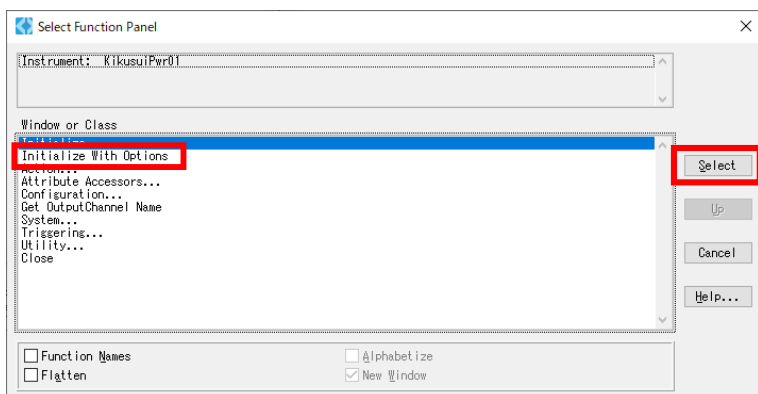 Select Function Panel
Instrument: KikusuiPwr01
Window or Class
Initialize
Initialize With Options
Action...
Attribute Accessors...
Configuration...
Get OutputChannel Name
System...
Triggering...
Utility...
Close
Select
Up
Cancel
Help...
Function Names
Alphabetize
Flatten
New Window